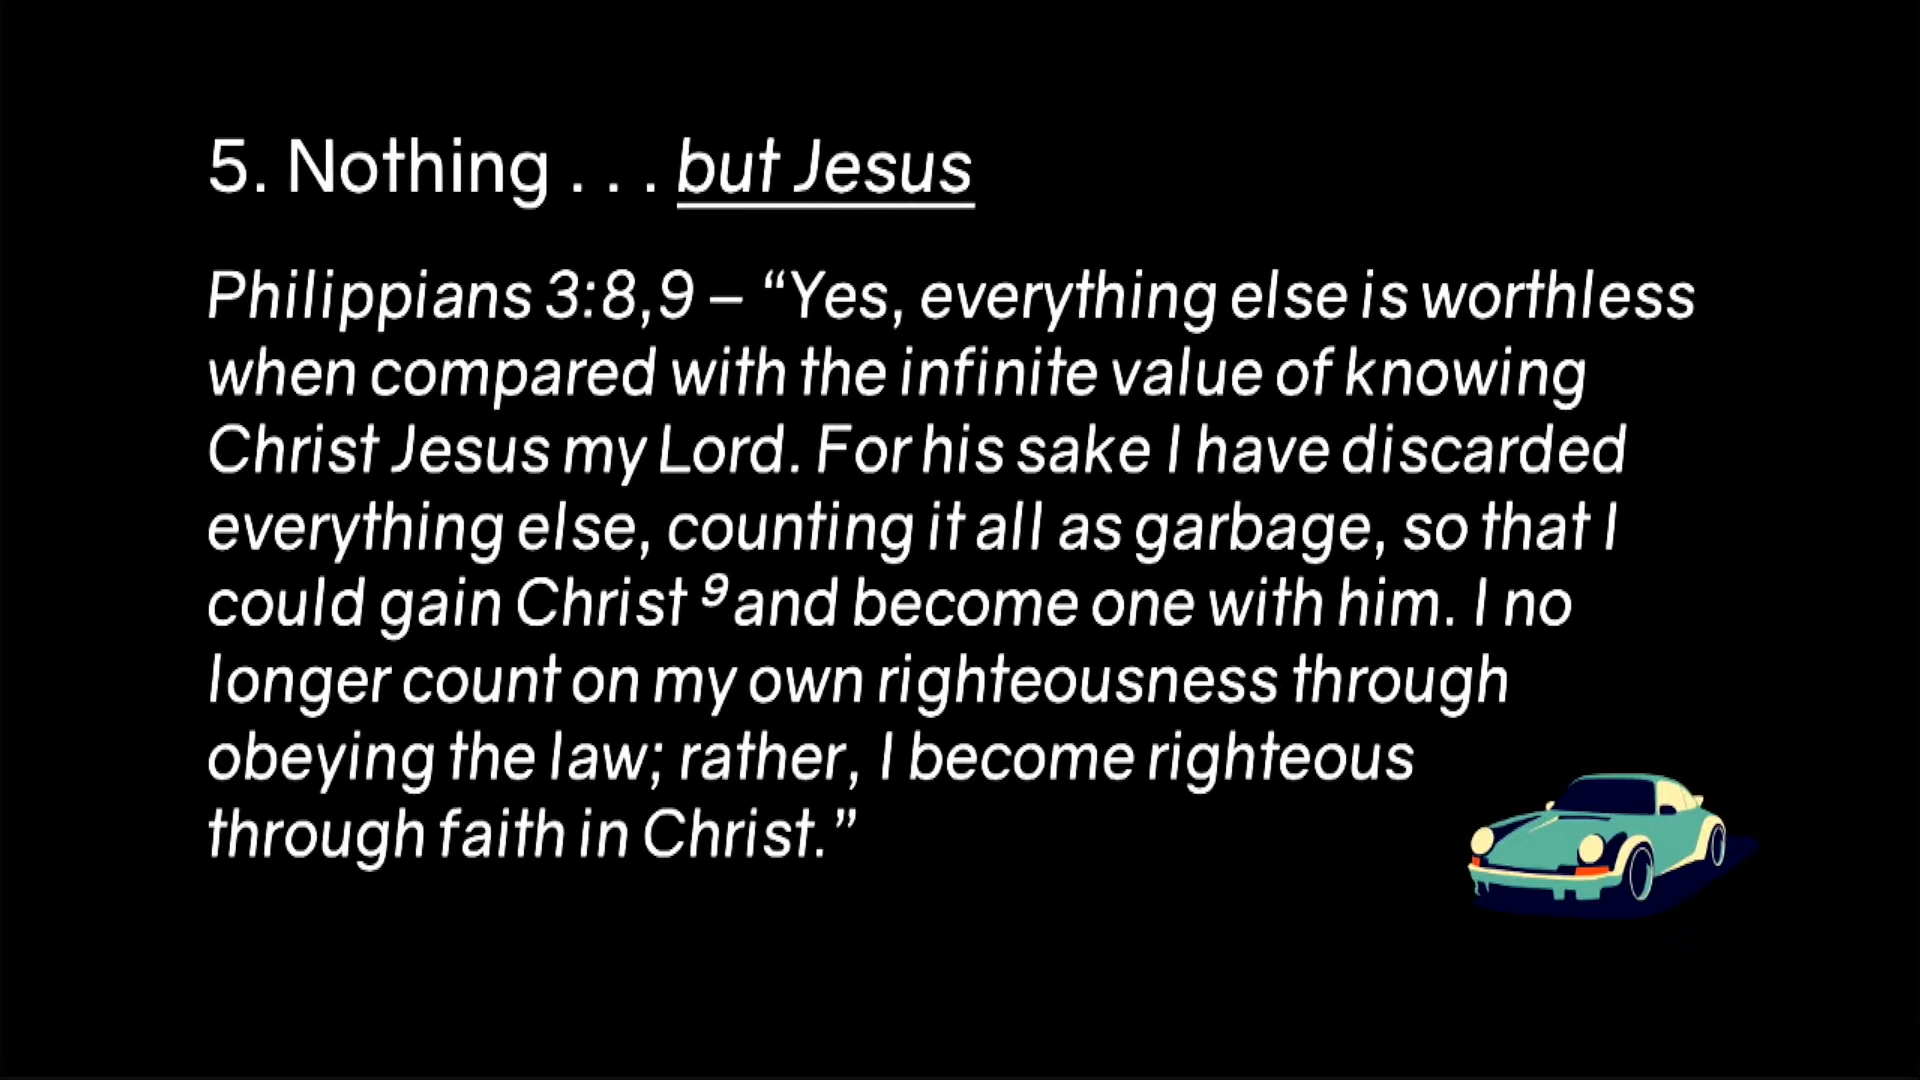 5. Nothing . . . but Jesus
Philippians 3:8,9 – “Yes, everything else is worthless
when compared with the infinite value of knowing
Christ Jesus my Lord. For his sake I have discarded
everything else, counting it all as garbage, so that I
could gain Christ ⁹and become one with him. I no
longer count on my own righteousness through
obeying the law; rather, I become righteous
through faith in Christ.”